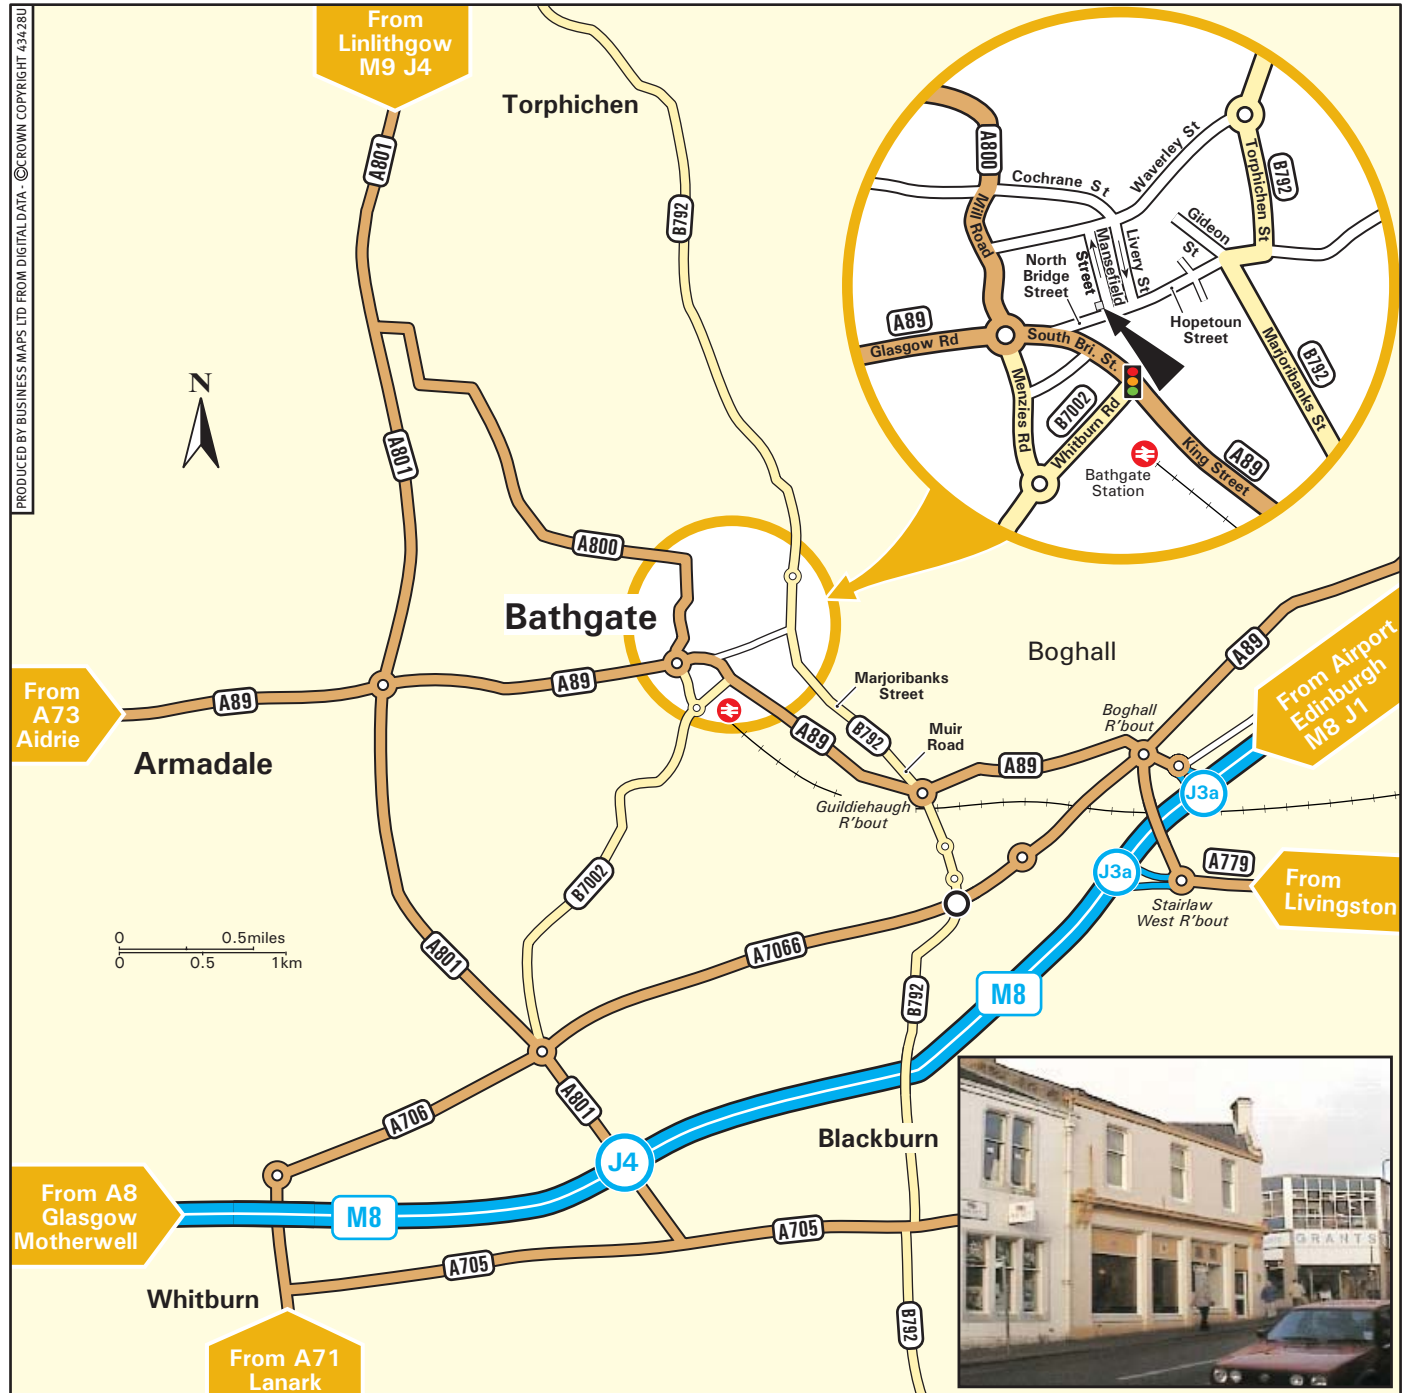 PRODUCED BY BUSINESS MAPS LTD FROM DIGITAL DATA - ©CROWN COPYRIGHT 43428U
From
Linlithgow
M9 J4
Torphichen
A801
B792
N
A801
A800
Bathgate
A800
Mill Road
Cochrane St
Waverley St
Torphichen St
B792
Gideon
St
Livery St
Mansefield
Street
North
Bridge
Street
Hopetoun
Street
A89
Glasgow Rd
South Bri. St.
Menzies Rd
B7002
Whitburn Rd
Marjoribanks St
B792
King Street
A89
Bathgate
Station
From
A73
Aidrie
A89
A89
Armadale
Boghall
A89
Marjoribanks
Street
Muir
Road
B792
A89
A89
Boghall
R'bout
Guildiehaugh
R'bout
From Airport
Edinburgh
M8 J1
J3a
J3a
A779
From
Livingston
Stairlaw
West R'bout
B7002
0 0.5miles
0 0.5 1km
A801
A7066
M8
B792
A801
A706
J4
Blackburn
From A8
Glasgow
Motherwell
M8
A705
A705
Whitburn
B792
From A71
Lanark
GRANTS